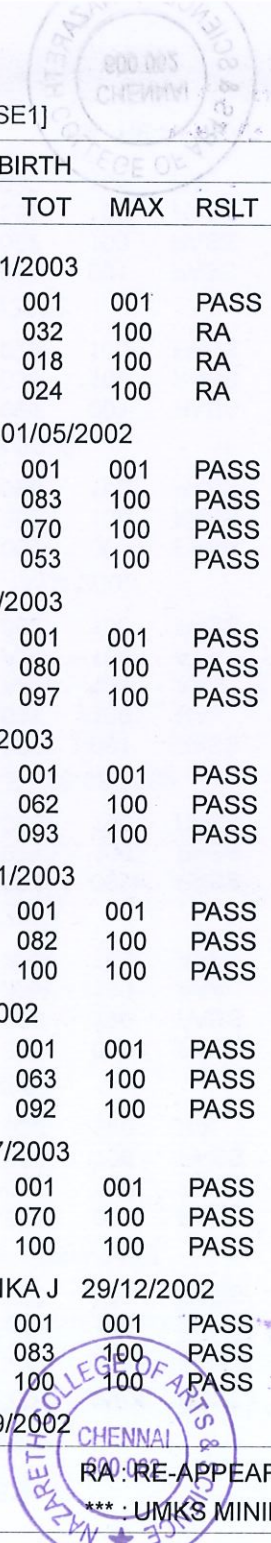 SE1]
BIRTH
TOT MAX RSLT
1/2003
001 001 PASS
032 100 RA
018 100 RA
024 100 RA
01/05/2002
001 001 PASS
083 100 PASS
070 100 PASS
053 100 PASS
/2003
001 001 PASS
080 100 PASS
097 100 PASS
2003
001 001 PASS
062 100 PASS
093 100 PASS
1/2003
001 001 PASS
082 100 PASS
100 100 PASS
002
001 001 PASS
063 100 PASS
092 100 PASS
7/2003
001 001 PASS
070 100 PASS
100 100 PASS
IKA J 29/12/2002
001 001 PASS
083 100 PASS
100 100 PASS
9/2002
NAZARETH COLLEGE OF ARTS & SCIENCE
CHENNAI
600 062
RA : RE-APPEAR
*** : UMKS MINI